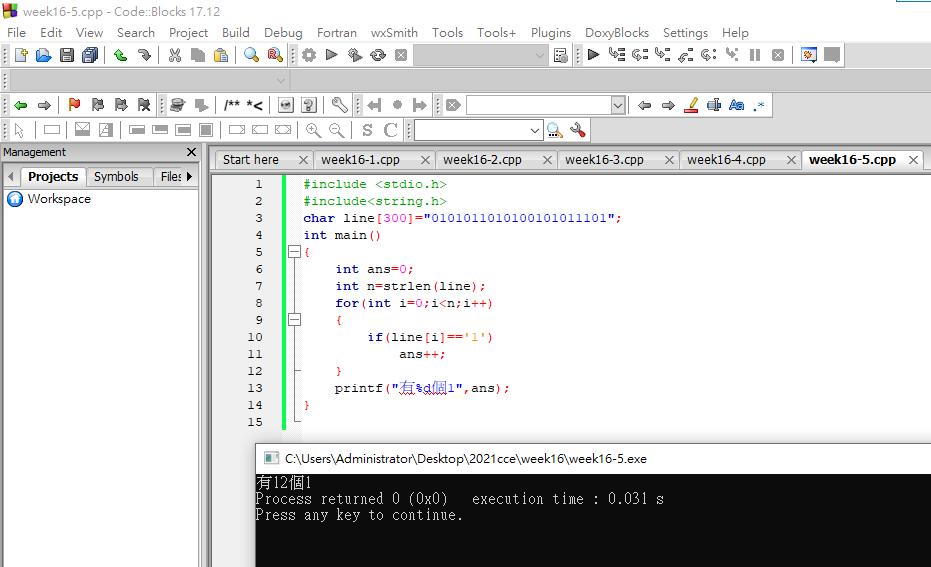 week16-5.cpp - Code::Blocks 17.12
File Edit View Search Project Build Debug Fortran wxSmith Tools Tools+ Plugins DoxyBlocks Settings Help
/** *<
S C
Aa .*
Management
Projects Symbols Files
Workspace
Start here week16-1.cpp week16-2.cpp week16-3.cpp week16-4.cpp week16-5.cpp
1 #include <stdio.h>
2 #include<string.h>
3 char line[300]="0101011010100101011101";
4 int main()
5 {
6 int ans=0;
7 int n=strlen(line);
8 for(int i=0;i<n;i++)
9 {
10 if(line[i]=='1')
11 ans++;
12 }
13 printf("有%d個1",ans);
14 }
15
C:\Users\Administrator\Desktop\2021cce\week16\week16-5.exe
有12個1
Process returned 0 (0x0) execution time : 0.031 s
Press any key to continue.